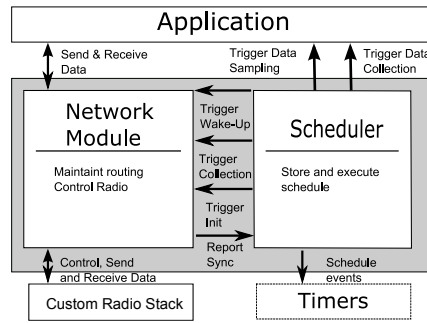 Application
Send & Receive
Data
Trigger Data
Sampling
Trigger Data
Collection
Network
Module
Maintaint routing
Control Radio
Trigger
Wake-Up
Trigger
Collection
Trigger
Init
Report
Sync
Scheduler
Store and execute
schedule
Control, Send
and Receive Data
Schedule
events
Custom Radio Stack
Timers